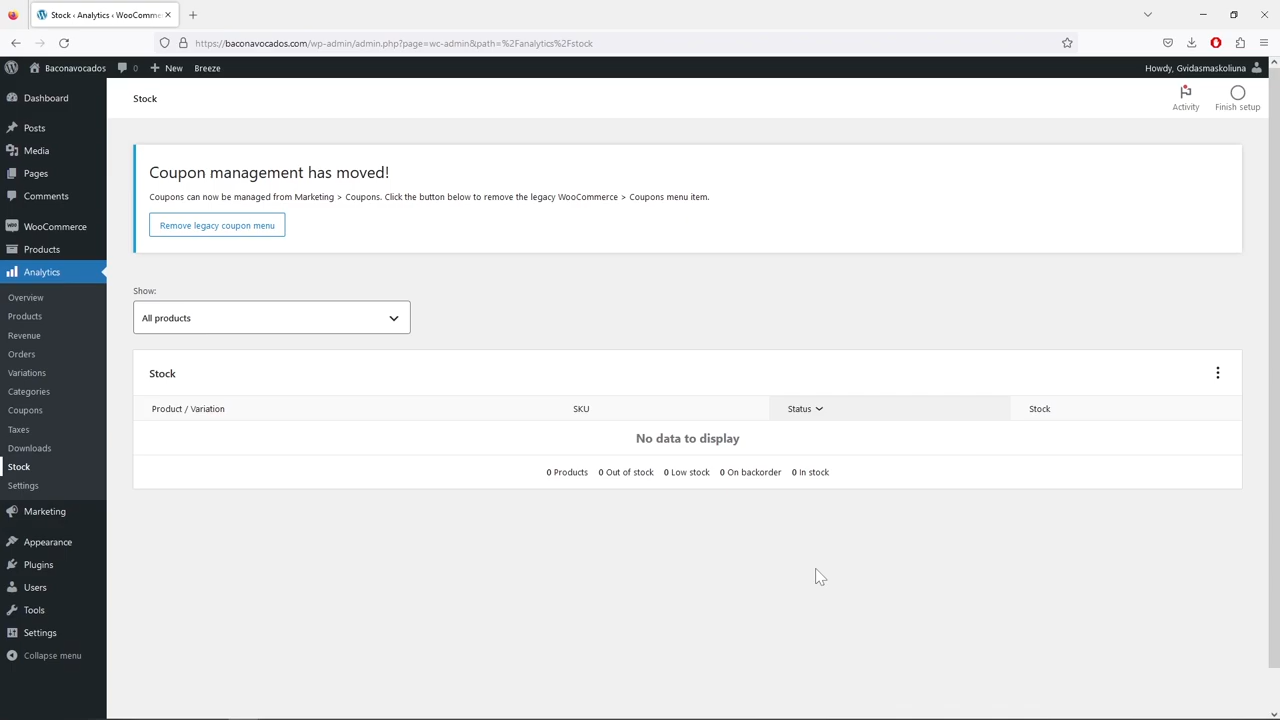 Stock ‹ Analytics ‹ WooComme
https://baconavocados.com/wp-admin/admin.php?page=wc-admin&path=%2Fanalytics%2Fstock
Baconavocados 0 New Breeze Howdy, Gvidasmaskoliuna
Dashboard
Posts
Media
Pages
Comments
WooCommerce
Products
Analytics
Overview
Products
Revenue
Orders
Variations
Categories
Coupons
Taxes
Downloads
Stock
Settings
Marketing
Appearance
Plugins
Users
Tools
Settings
Collapse menu
Stock
Activity
Finish setup
Coupon management has moved!
Coupons can now be managed from Marketing > Coupons. Click the button below to remove the legacy WooCommerce > Coupons menu item.
Remove legacy coupon menu
Show:
All products
Stock
Product / Variation SKU Status Stock
No data to display
0 Products 0 Out of stock 0 Low stock 0 On backorder 0 In stock